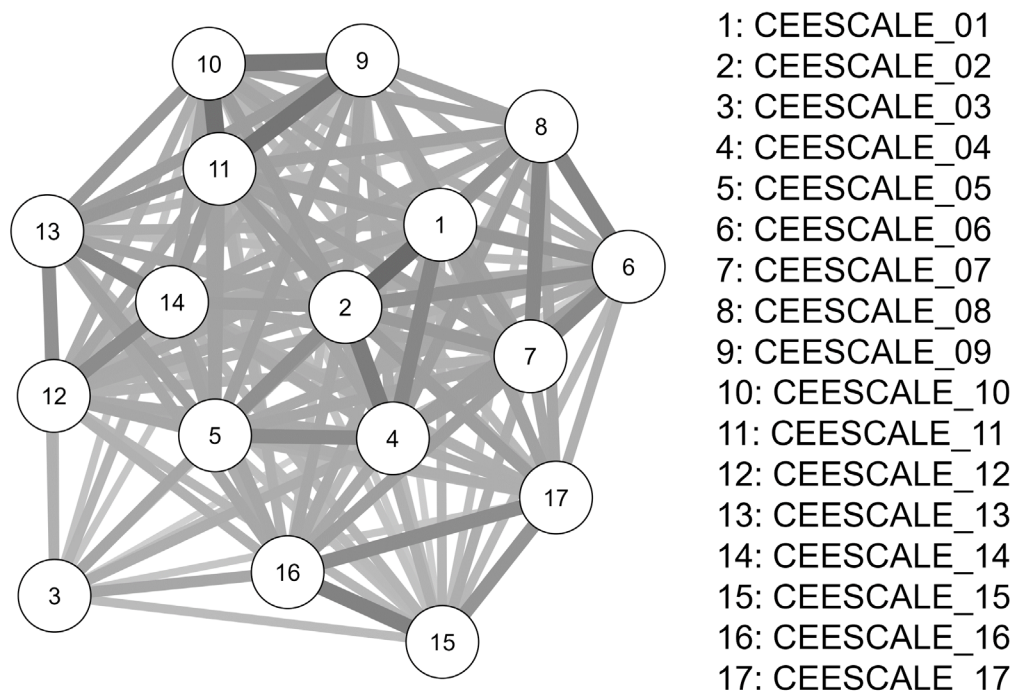 10
9
8
11
1
13
6
14
2
7
12
5
4
17
16
3
15
1: CEESCALE_01
2: CEESCALE_02
3: CEESCALE_03
4: CEESCALE_04
5: CEESCALE_05
6: CEESCALE_06
7: CEESCALE_07
8: CEESCALE_08
9: CEESCALE_09
10: CEESCALE_10
11: CEESCALE_11
12: CEESCALE_12
13: CEESCALE_13
14: CEESCALE_14
15: CEESCALE_15
16: CEESCALE_16
17: CEESCALE_17